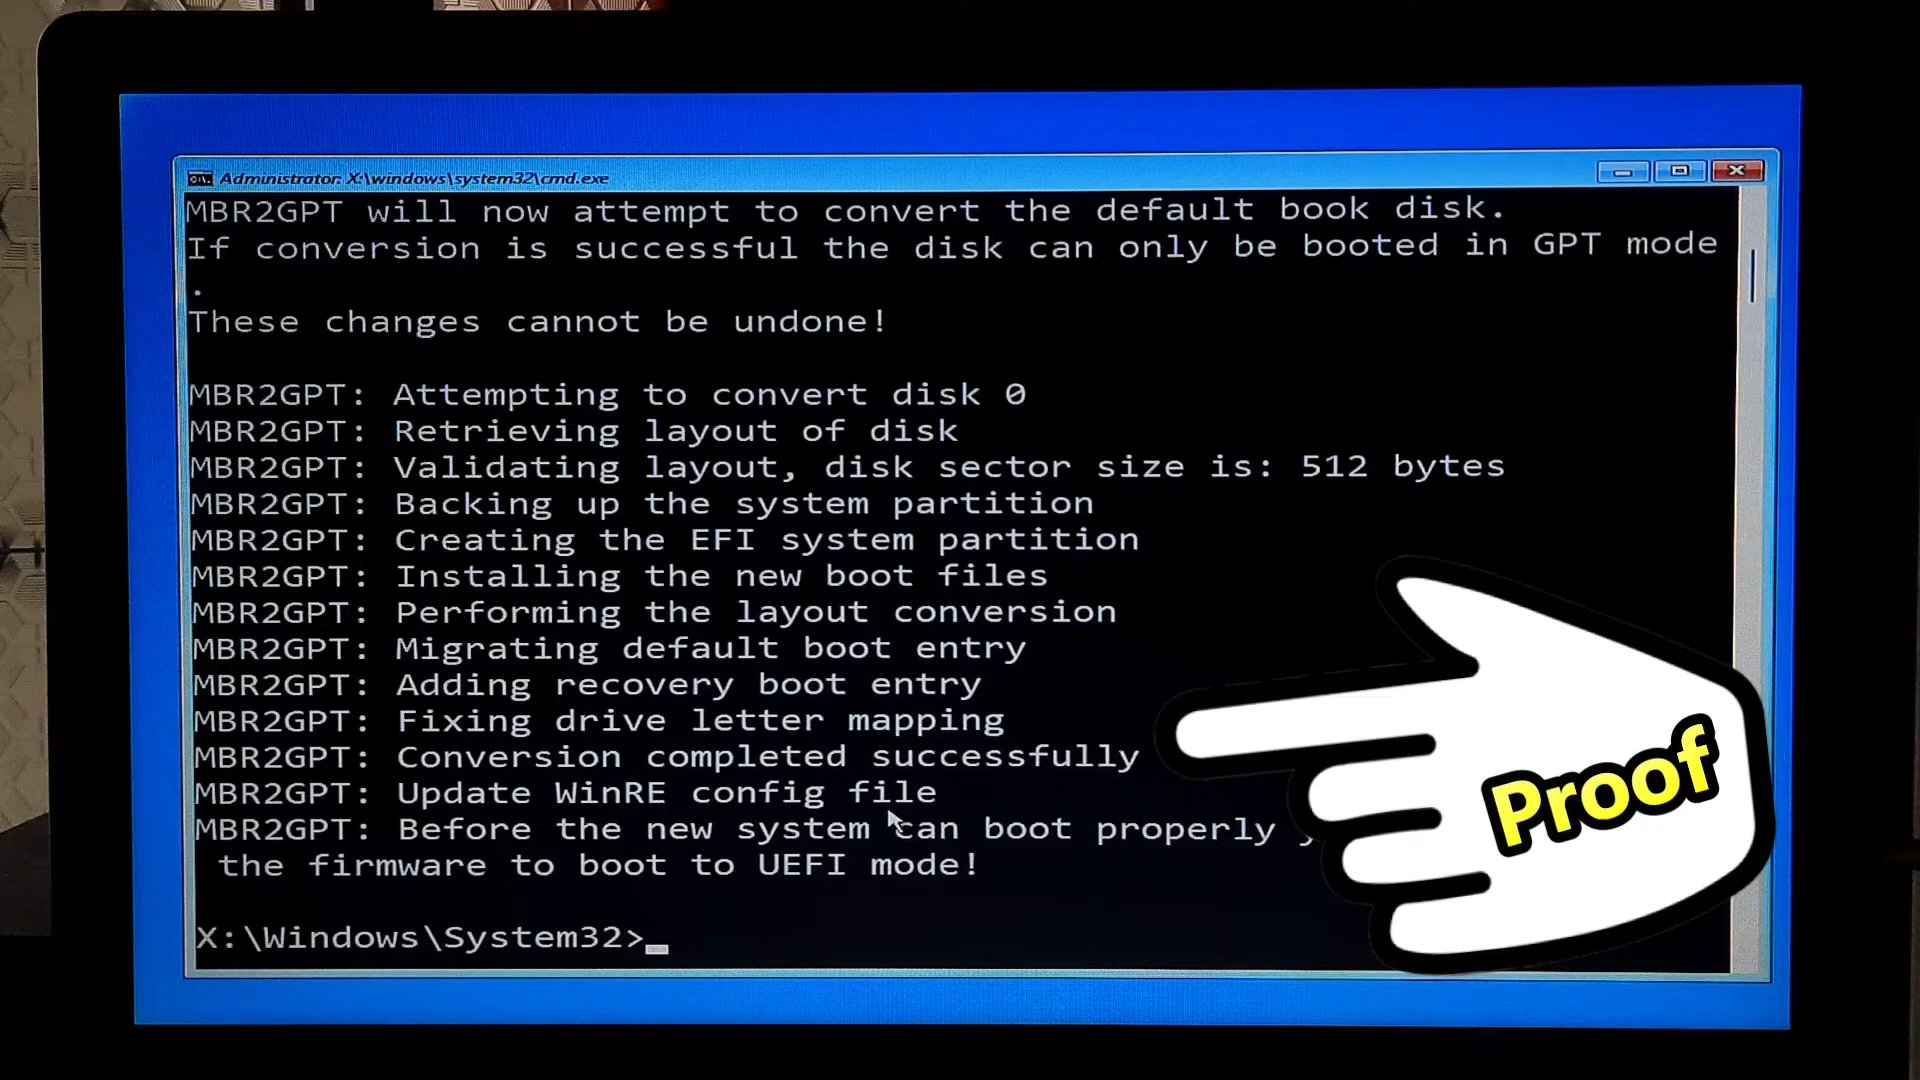 Administrator: X:\windows\system32\cmd.exe
MBR2GPT will now attempt to convert the default book disk.
If conversion is successful the disk can only be booted in GPT mode
.
These changes cannot be undone!
MBR2GPT: Attempting to convert disk 0
MBR2GPT: Retrieving layout of disk
MBR2GPT: Validating layout, disk sector size is: 512 bytes
MBR2GPT: Backing up the system partition
MBR2GPT: Creating the EFI system partition
MBR2GPT: Installing the new boot files
MBR2GPT: Performing the layout conversion
MBR2GPT: Migrating default boot entry
MBR2GPT: Adding recovery boot entry
MBR2GPT: Fixing drive letter mapping
MBR2GPT: Conversion completed successfully
MBR2GPT: Update WinRE config file
MBR2GPT: Before the new system can boot properly
the firmware to boot to UEFI mode!
X:\Windows\System32>
Proof